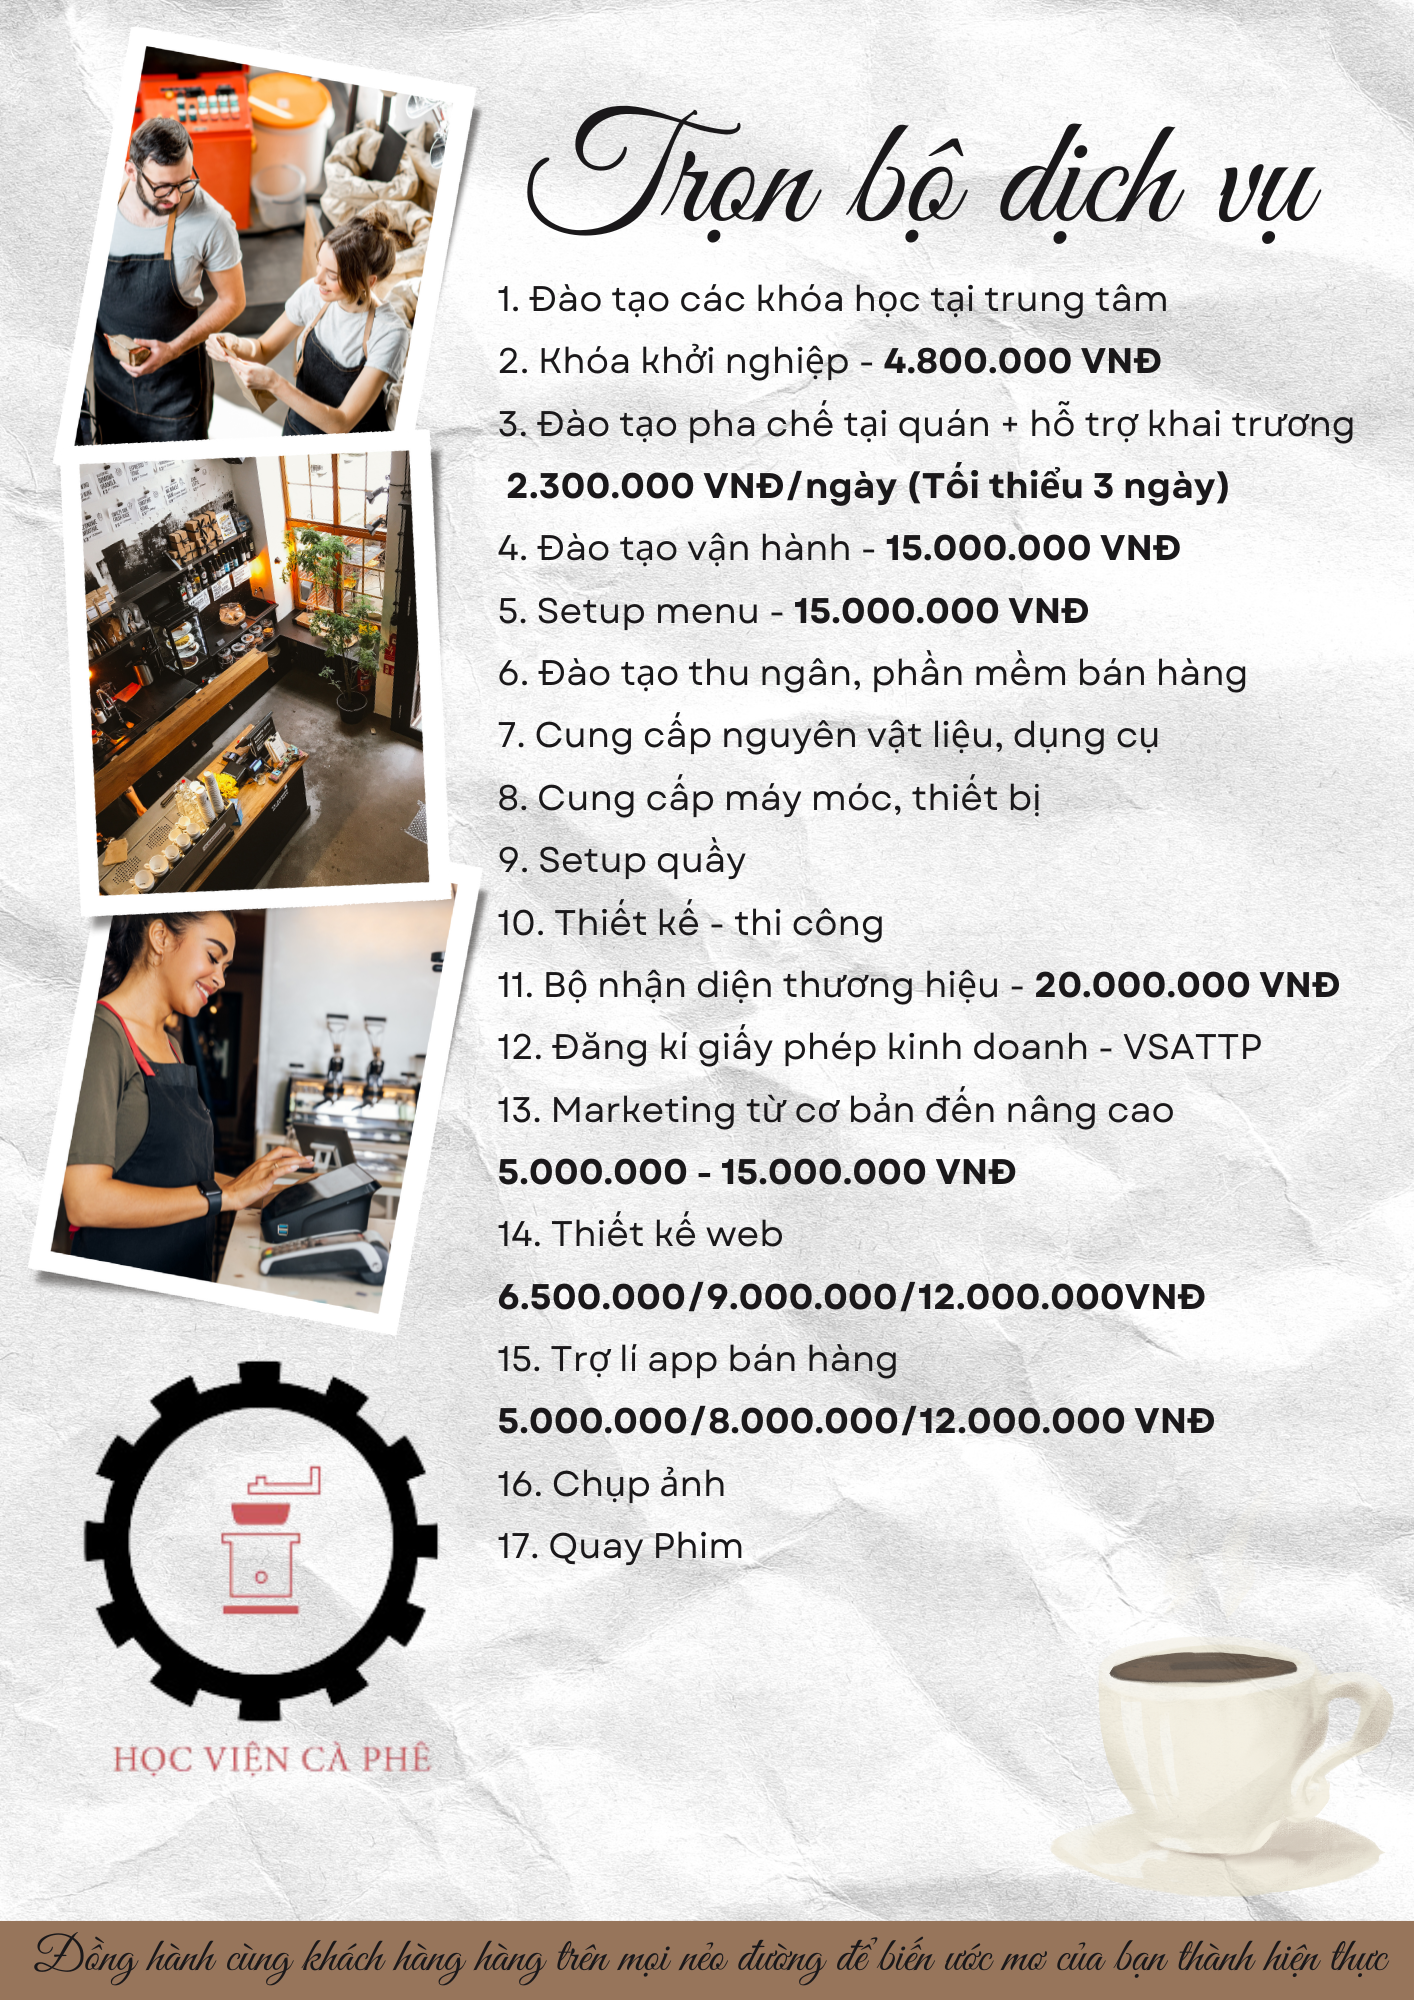 Trọn bộ dịch vụ
1. Đào tạo các khóa học tại trung tâm
2. Khóa khởi nghiệp - 4.800.000 VNĐ
3. Đào tạo pha chế tại quán + hỗ trợ khai trương
2.300.000 VNĐ/ngày (Tối thiểu 3 ngày)
4. Đào tạo vận hành - 15.000.000 VNĐ
5. Setup menu - 15.000.000 VNĐ
6. Đào tạo thu ngân, phần mềm bán hàng
7. Cung cấp nguyên vật liệu, dụng cụ
8. Cung cấp máy móc, thiết bị
9. Setup quầy
10. Thiết kế - thi công
11. Bộ nhận diện thương hiệu - 20.000.000 VNĐ
12. Đăng kí giấy phép kinh doanh - VSATTP
13. Marketing từ cơ bản đến nâng cao
5.000.000 - 15.000.000 VNĐ
14. Thiết kế web
6.500.000/9.000.000/12.000.000VNĐ
15. Trợ lí app bán hàng
5.000.000/8.000.000/12.000.000 VNĐ
16. Chụp ảnh
17. Quay Phim
HỌC VIỆN CÀ PHÊ
Đồng hành cùng khách hàng hàng trên mọi nẻo đường để biến ước mơ của bạn thành hiện thực